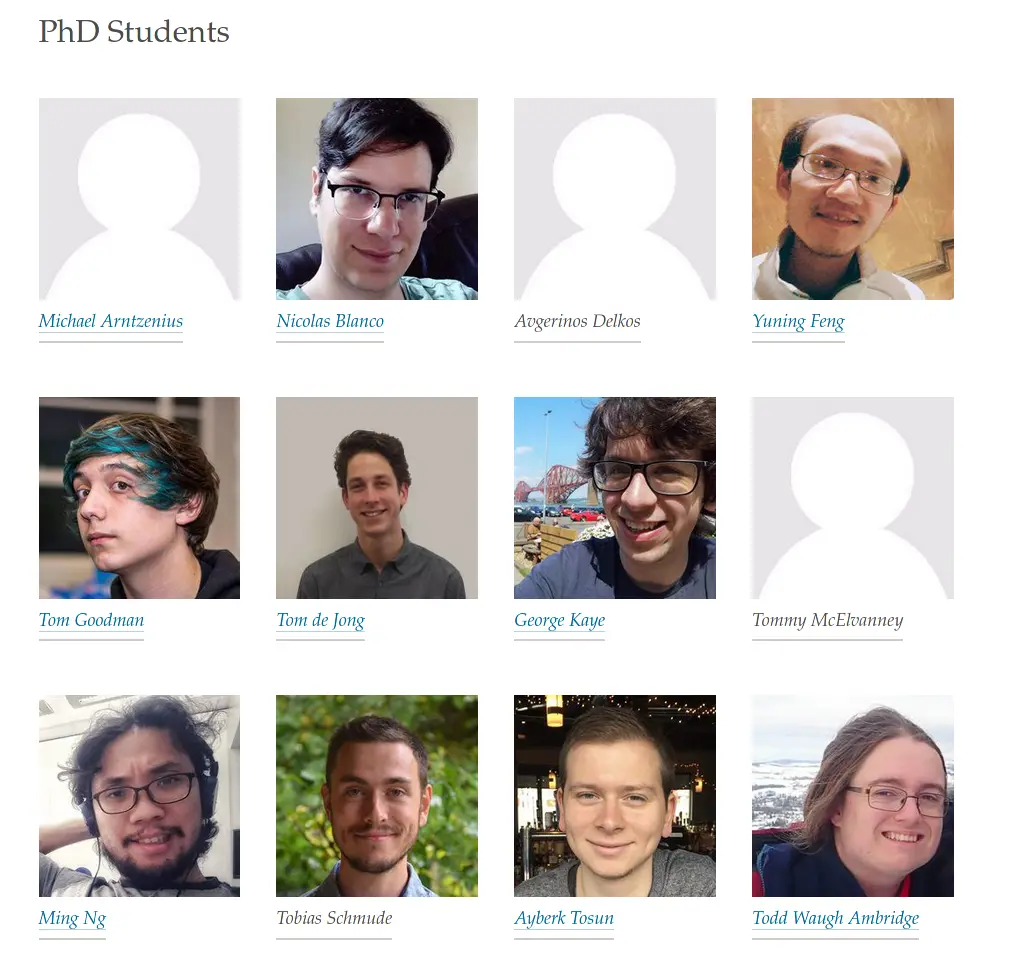 PhD Students
Michael Arntzenius
Nicolas Blanco
Avgerinos Delkos
Yuning Feng
Tom Goodman
Tom de Jong
George Kaye
Tommy McElvanney
Ming Ng
Tobias Schmude
Ayberk Tosun
Todd Waugh Ambridge